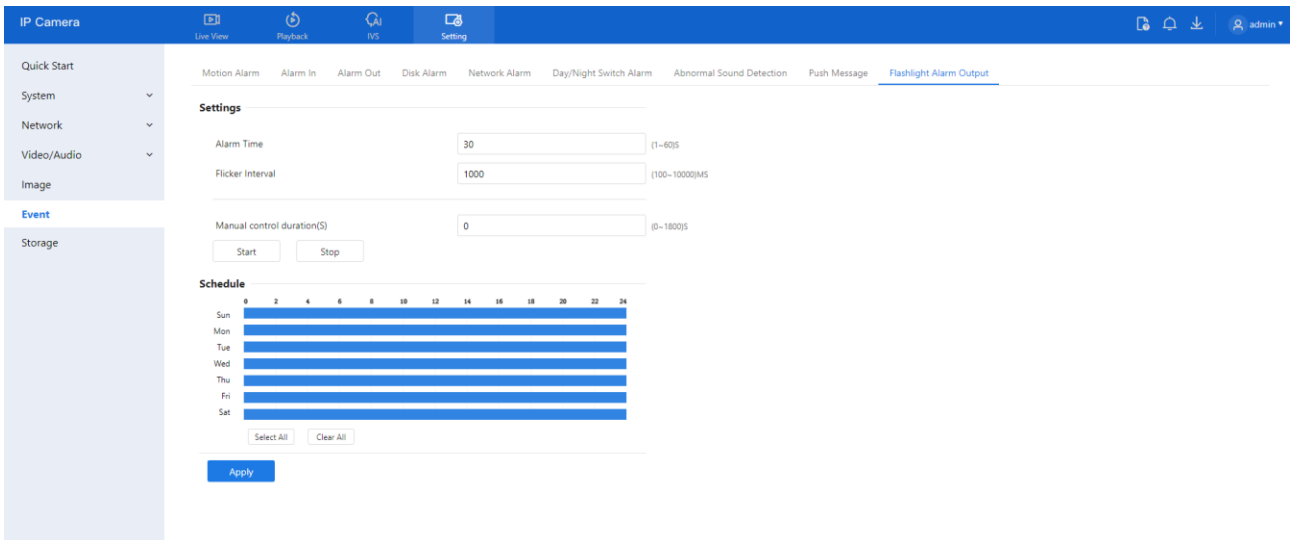 IP Camera
Live View
Playback
AI
IVS
Setting
admin
Quick Start
System
Network
Video/Audio
Image
Event
Storage
Motion Alarm Alarm In Alarm Out Disk Alarm Network Alarm Day/Night Switch Alarm Abnormal Sound Detection Push Message Flashlight Alarm Output
Settings
Alarm Time 30 (1~60)S
Flicker Interval 1000 (100~10000)MS
Manual control duration(S) 0 (0~1800)S
Start Stop
Schedule
0 2 4 6 8 10 12 14 16 18 20 22 24
Sun
Mon
Tue
Wed
Thu
Fri
Sat
Select All Clear All
Apply